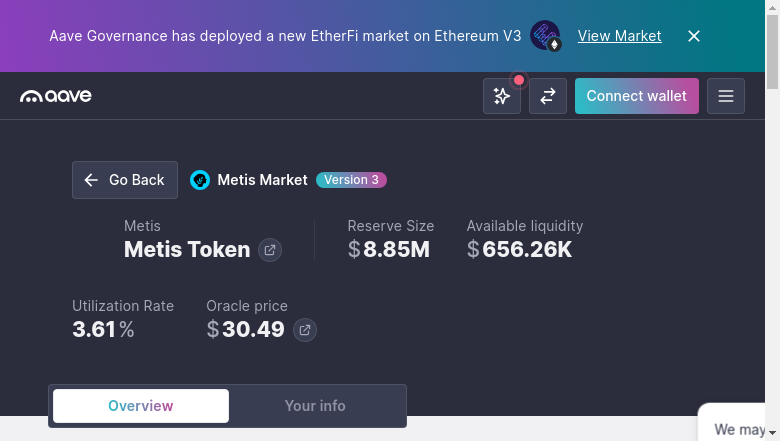 Aave Governance has deployed a new EtherFi market on Ethereum V3 View Market
aave
Connect wallet
Go Back Metis Market Version 3
Metis Reserve Size Available liquidity
Metis Token $8.85M $656.26K
Utilization Rate Oracle price
3.61% $30.49
Overview Your info
We may